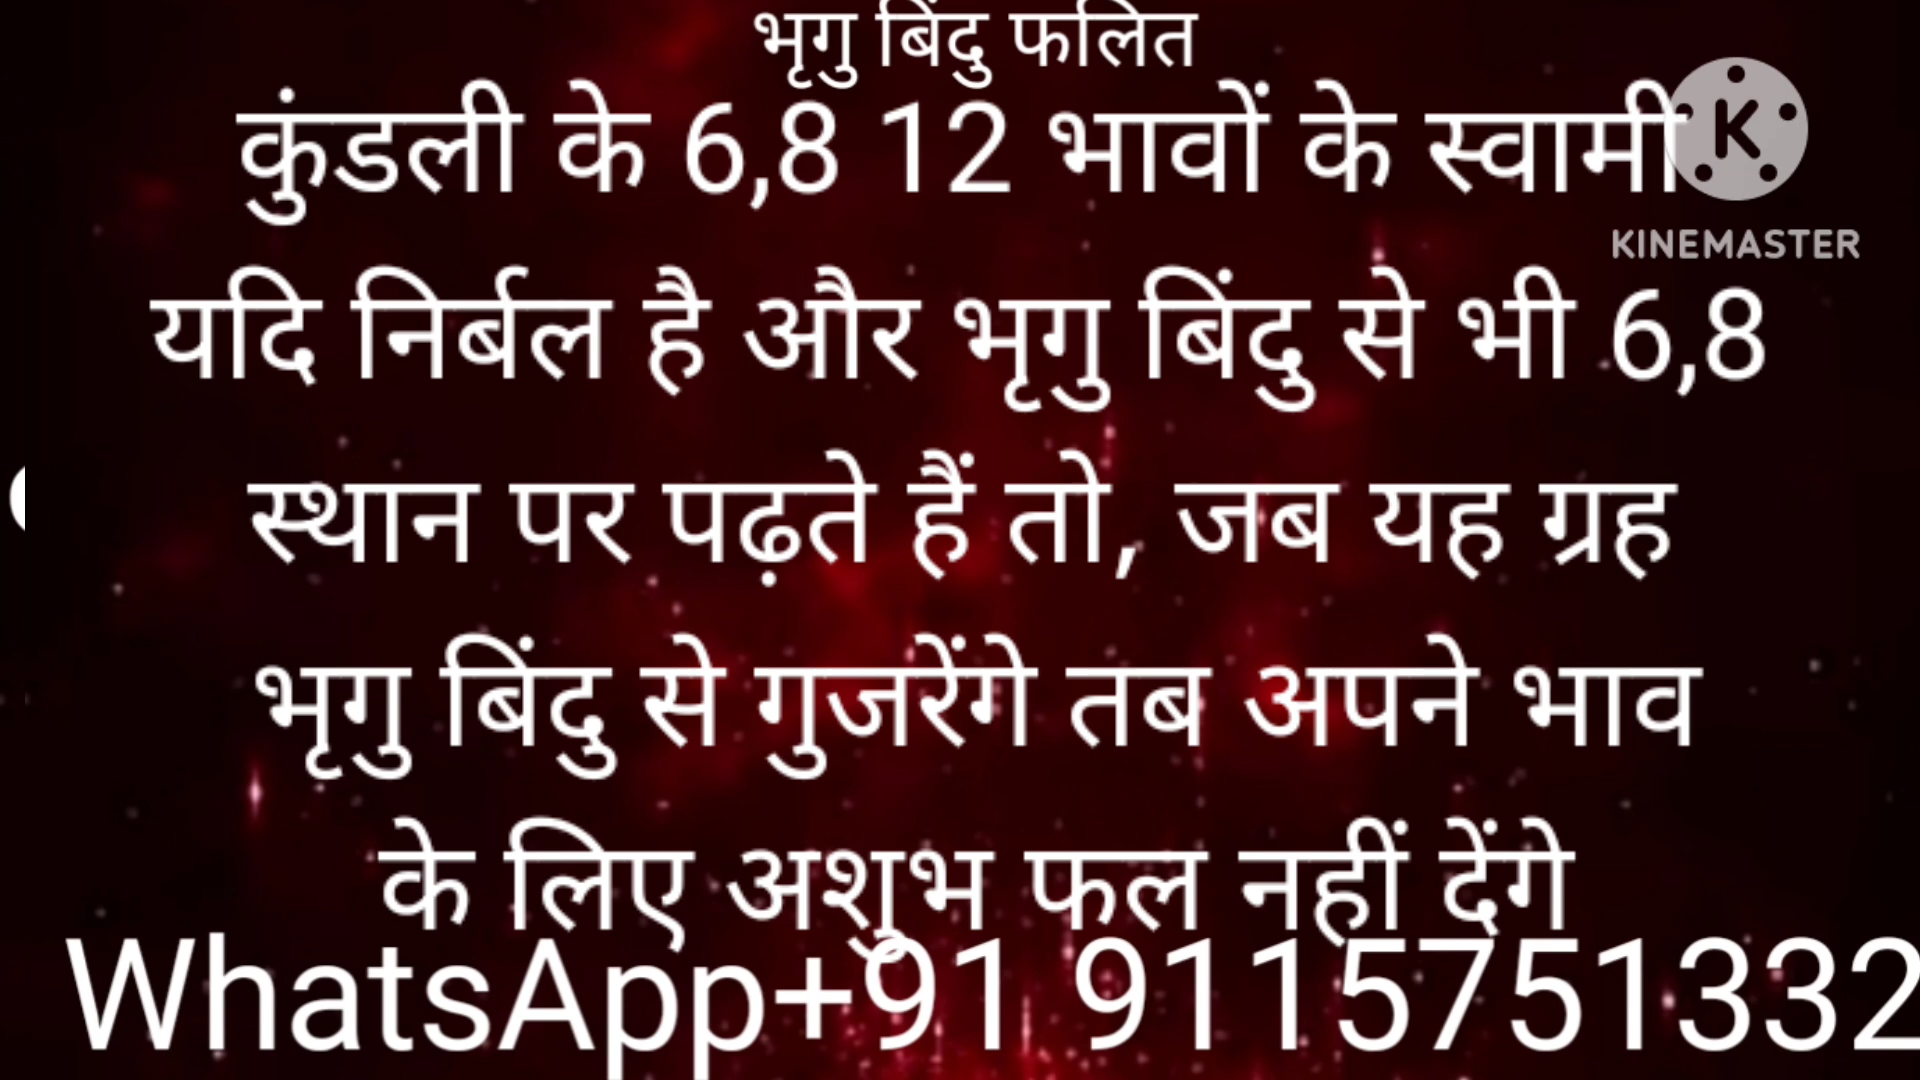 भृगु बिंदु फलित
कुंडली के 6,8 12 भावों के स्वामी
KINEMASTER
यदि निर्बल है और भृगु बिंदु से भी 6,8
स्थान पर पढ़ते हैं तो, जब यह ग्रह
भृगु बिंदु से गुजरेंगे तब अपने भाव
के लिए अशुभ फल नहीं देंगे
WhatsApp+91 9115751332